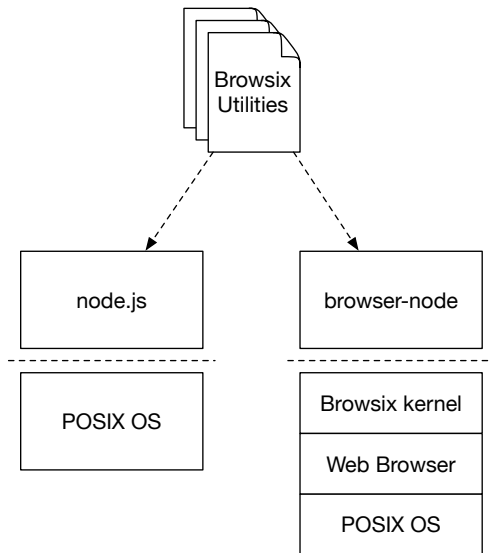 Browsix
Utilities
node.js
browser-node
POSIX OS
Browsix kernel
Web Browser
POSIX OS